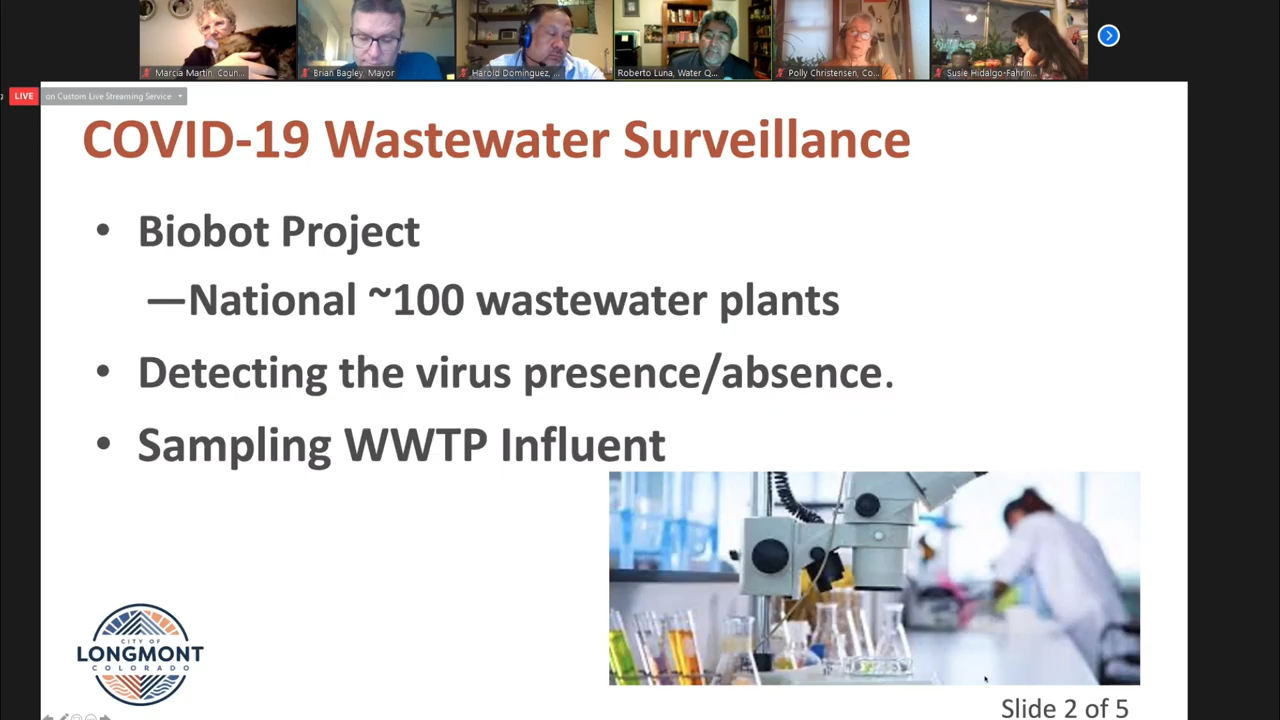 Marcia Martin, Coun...
Brian Bagley, Mayor
Harold Dominguez, ...
Roberto Luna, Water Q...
Polly Christensen, Co...
Susie Hidalgo-Fahrin...
LIVE
on Custom Live Streaming Service
COVID-19 Wastewater Surveillance
• Biobot Project
—National ~100 wastewater plants
• Detecting the virus presence/absence.
• Sampling WWTP Influent
CITY OF
LONGMONT
COLORADO
Slide 2 of 5